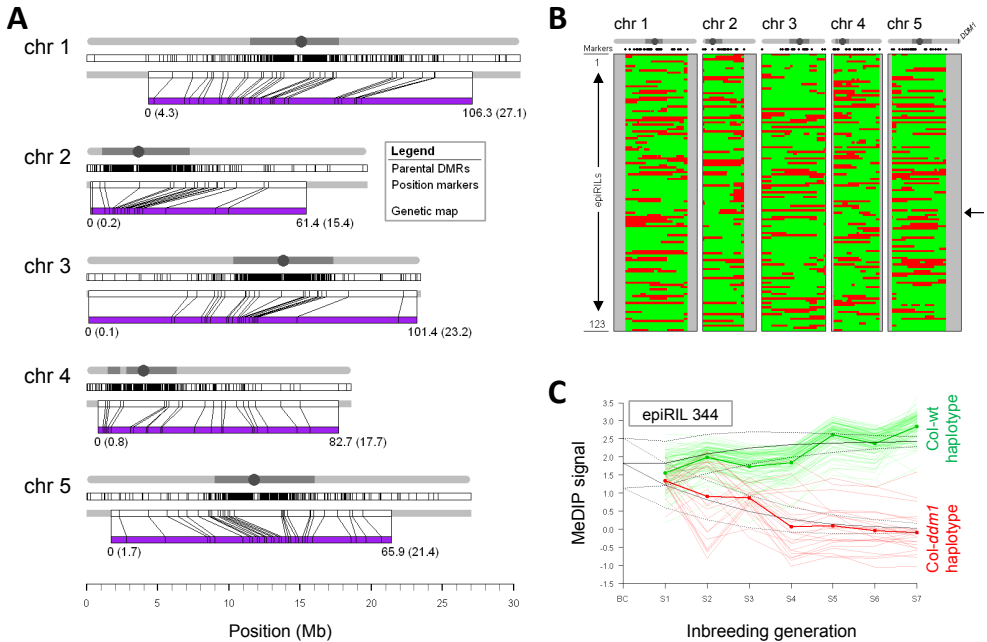 A
chr 1
0 (4.3)
106.3 (27.1)
chr 2
0 (0.2)
61.4 (15.4)
Legend
Parental DMRs
Position markers
Genetic map
chr 3
0 (0.1)
101.4 (23.2)
chr 4
0 (0.8)
82.7 (17.7)
chr 5
0 (1.7)
65.9 (21.4)
0 5 10 15 20 25 30
Position (Mb)
B
chr 1 chr 2 chr 3 chr 4 chr 5
DDM1
Markers
1
epiRILs
123
C
epiRIL 344
MeDIP signal
3.5
3.0
2.5
2.0
1.5
1.0
0.5
0.0
-0.5
-1.0
-1.5
BC S1 S2 S3 S4 S5 S6 S7
Inbreeding generation
Col-wt
haplotype
Col-ddm1
haplotype